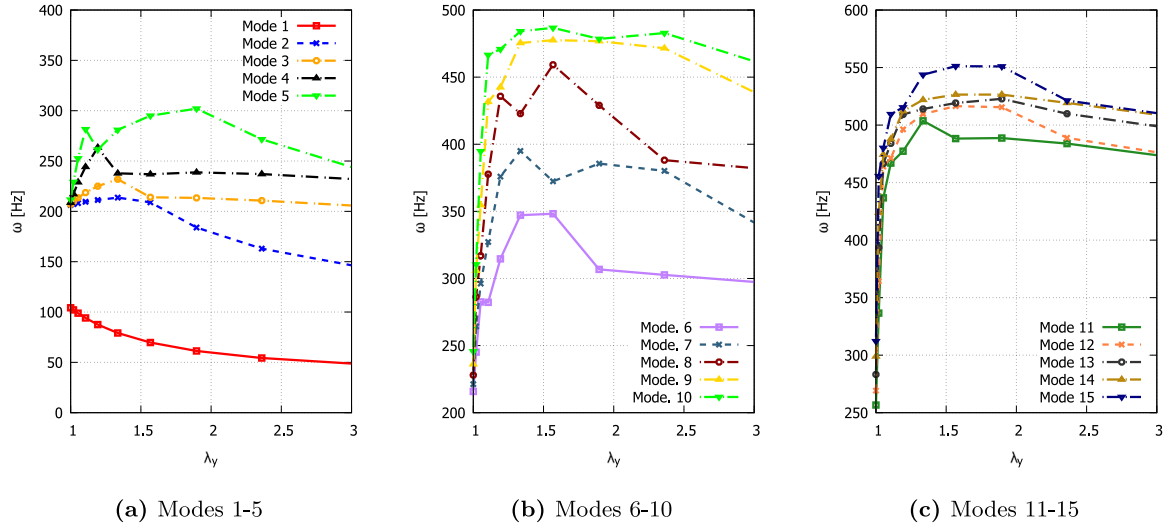 400
350
300
250
200
150
100
50
0
ω [Hz]
1
1.5
2
2.5
3
λy
Mode 1
Mode 2
Mode 3
Mode 4
Mode 5
(a) Modes 1-5
500
450
400
350
300
250
200
ω [Hz]
1
1.5
2
2.5
3
λy
Mode. 6
Mode. 7
Mode. 8
Mode. 9
Mode. 10
(b) Modes 6-10
600
550
500
450
400
350
300
250
ω [Hz]
1
1.5
2
2.5
3
λy
Mode 11
Mode 12
Mode 13
Mode 14
Mode 15
(c) Modes 11-15